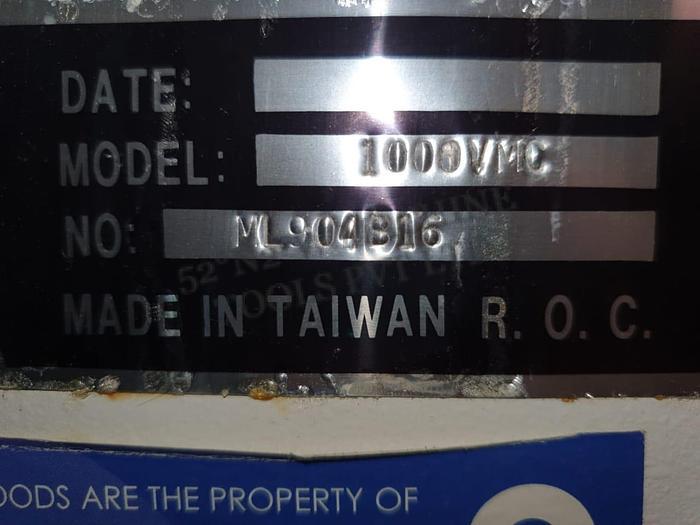 DATE:
MODEL: 1000VMC
NO: ML904B16
MADE IN TAIWAN R. O. C.
OODS ARE THE PROPERTY OF